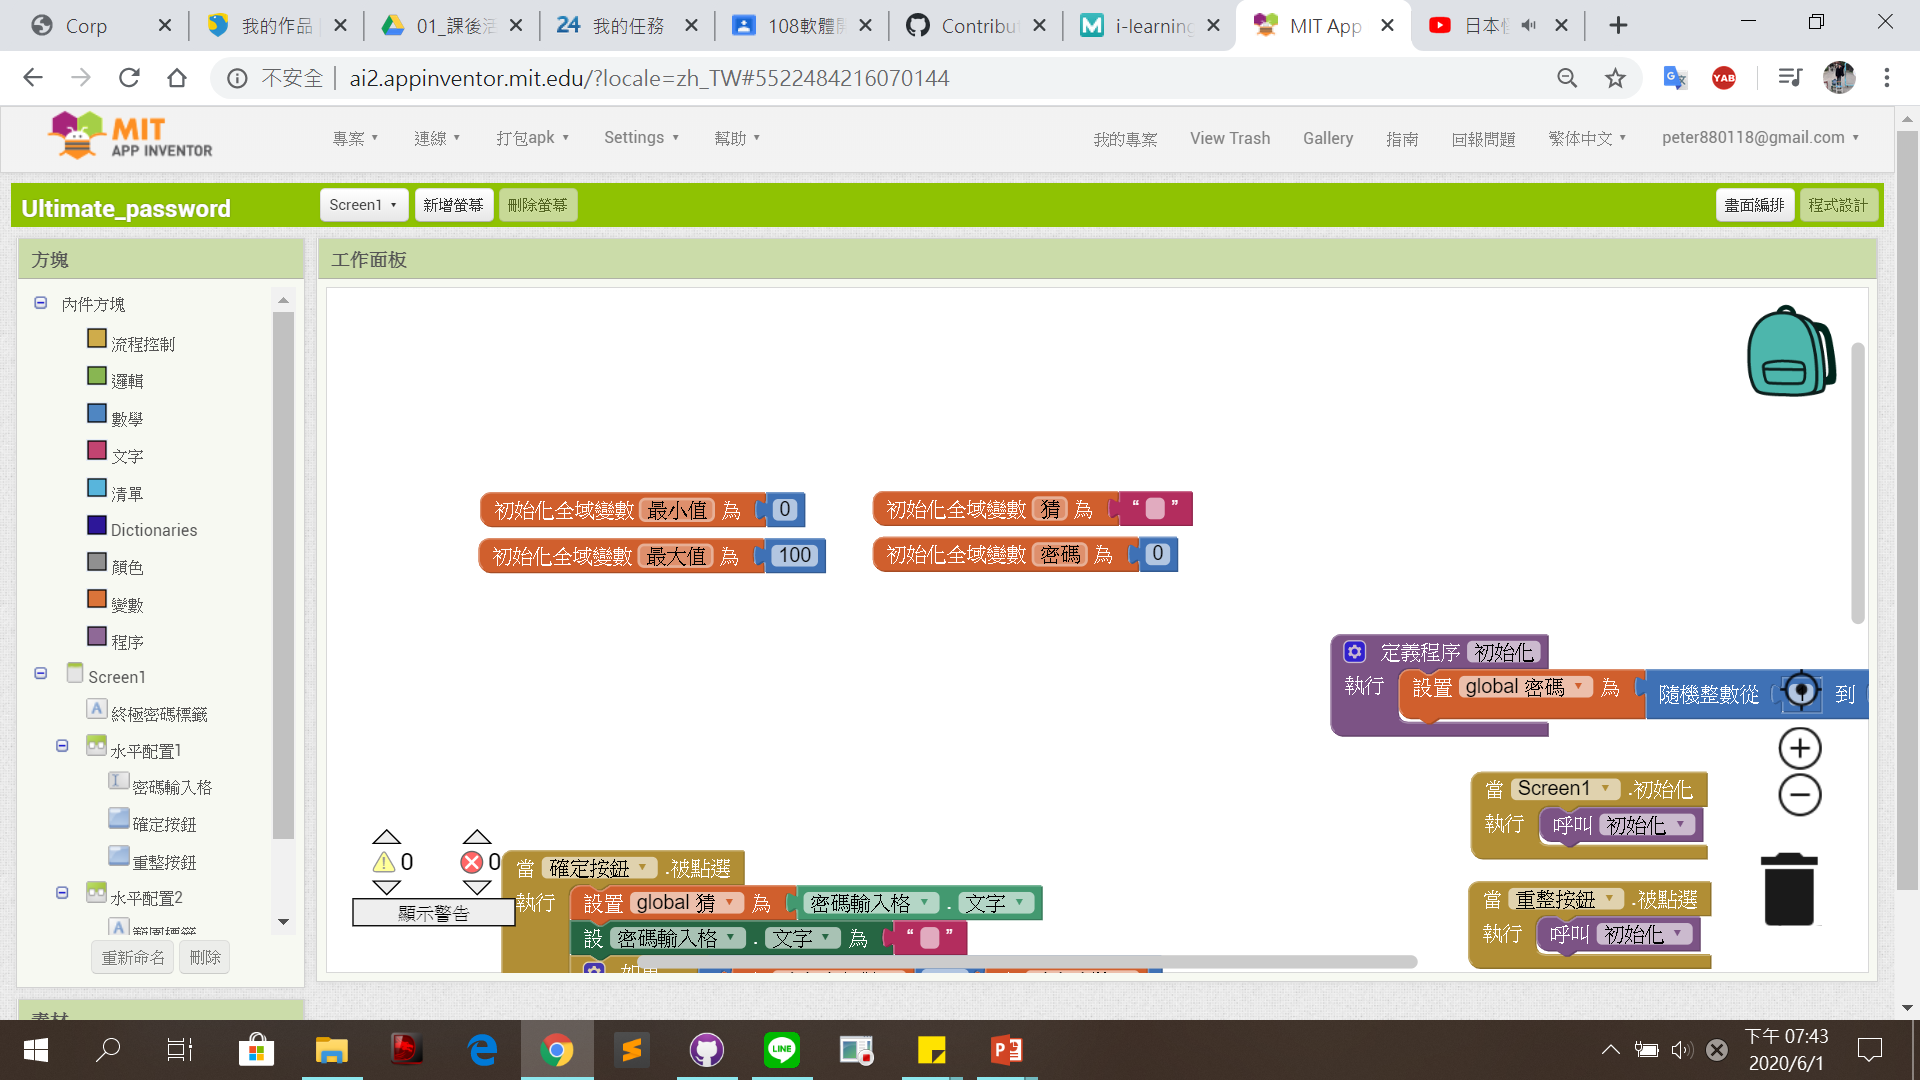 Corp
我的作品
01_課後活
24 我的任務
108軟體開
Contribu
i-learning
MIT App
日本
不安全 | ai2.appinventor.mit.edu/?locale=zh_TW#5522484216070144
YAB
MIT
APP INVENTOR
專案 連線 打包apk Settings 幫助 我的專案 View Trash Gallery 指南 回報問題 繁体中文 peter880118@gmail.com
Ultimate_password Screen1 新增螢幕 刪除螢幕 畫面編排 程式設計
方塊
工作面板
內件方塊
流程控制
邏輯
數學
文字
清單
Dictionaries
顏色
變數
程序
Screen1
終極密碼標籤
水平配置1
密碼輸入格
確定按鈕
重整按鈕
水平配置2
範圍標籤
重新命名 刪除
素材
初始化全域變數 最小值 為 0
初始化全域變數 最大值 為 100
初始化全域變數 猜 為 “ ”
初始化全域變數 密碼 為 0
定義程序 初始化
執行 設置 global 密碼 為 隨機整數從 到
當 Screen1 .初始化
執行 呼叫 初始化
當 重整按鈕 .被點選
執行 呼叫 初始化
0 0
顯示警告
當 確定按鈕 .被點選
執行 設置 global 猜 為 密碼輸入格 . 文字
設 密碼輸入格 . 文字 為 “ ”
如果
下午 07:43
2020/6/1